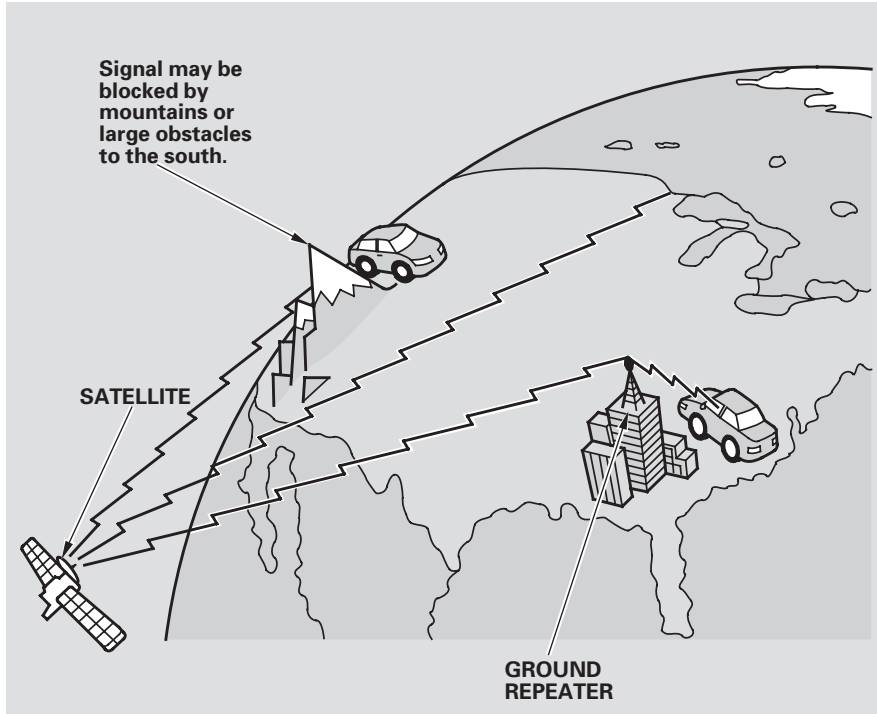 Signal may be
blocked by
mountains or
large obstacles
to the south.
SATELLITE
GROUND
REPEATER